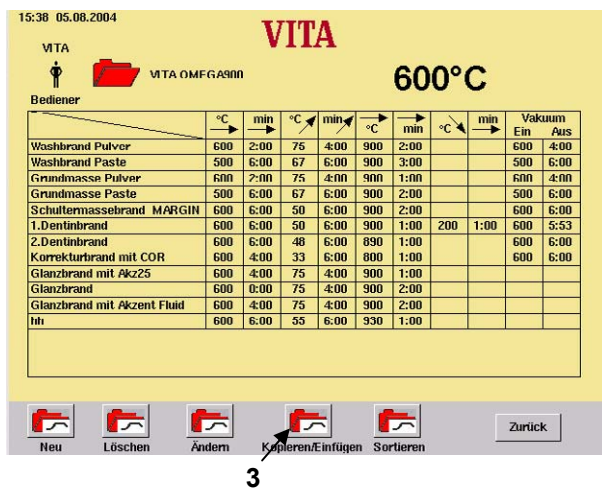 15:38 05.08.2004
VITA
VITA
VITA OMEGA900
600°C
Bediener
°C min °C min °C min °C min Vakuum
Ein Aus
Washbrand Pulver 600 2:00 75 4:00 900 2:00 600 4:00
Washbrand Paste 500 6:00 67 6:00 900 3:00 500 6:00
Grundmasse Pulver 600 2:00 75 4:00 900 1:00 600 4:00
Grundmasse Paste 500 6:00 67 6:00 900 2:00 500 6:00
Schultermassebrand MARGIN 600 6:00 50 6:00 900 2:00 600 6:00
1.Dentinbrand 600 6:00 50 6:00 900 1:00 200 1:00 600 5:53
2.Dentinbrand 600 6:00 48 6:00 890 1:00 600 6:00
Korrekturbrand mit COR 600 4:00 33 6:00 800 1:00 600 6:00
Glanzbrand mit Akz25 600 4:00 75 4:00 900 1:00
Glanzbrand 600 0:00 75 4:00 900 2:00
Glanzbrand mit Akzent Fluid 600 4:00 75 4:00 900 2:00
hh 600 6:00 55 6:00 930 1:00
Zurück
Neu Löschen Ändern Kopieren/Einfügen Sortieren
3